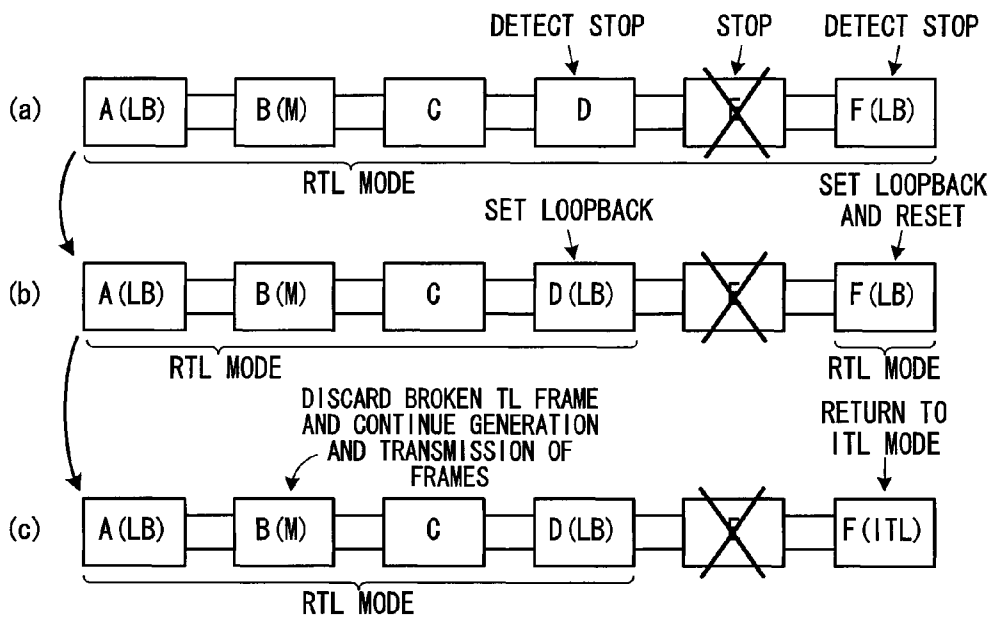 DETECT STOP STOP DETECT STOP
(a) A(LB) B(M) C D E F(LB)
RTL MODE
SET LOOPBACK
SET LOOPBACK
AND RESET
(b) A(LB) B(M) C D(LB) E F(LB)
RTL MODE RTL MODE
DISCARD BROKEN TL FRAME
AND CONTINUE GENERATION
AND TRANSMISSION OF
FRAMES
RETURN TO
ITL MODE
(c) A(LB) B(M) C D(LB) E F(ITL)
RTL MODE